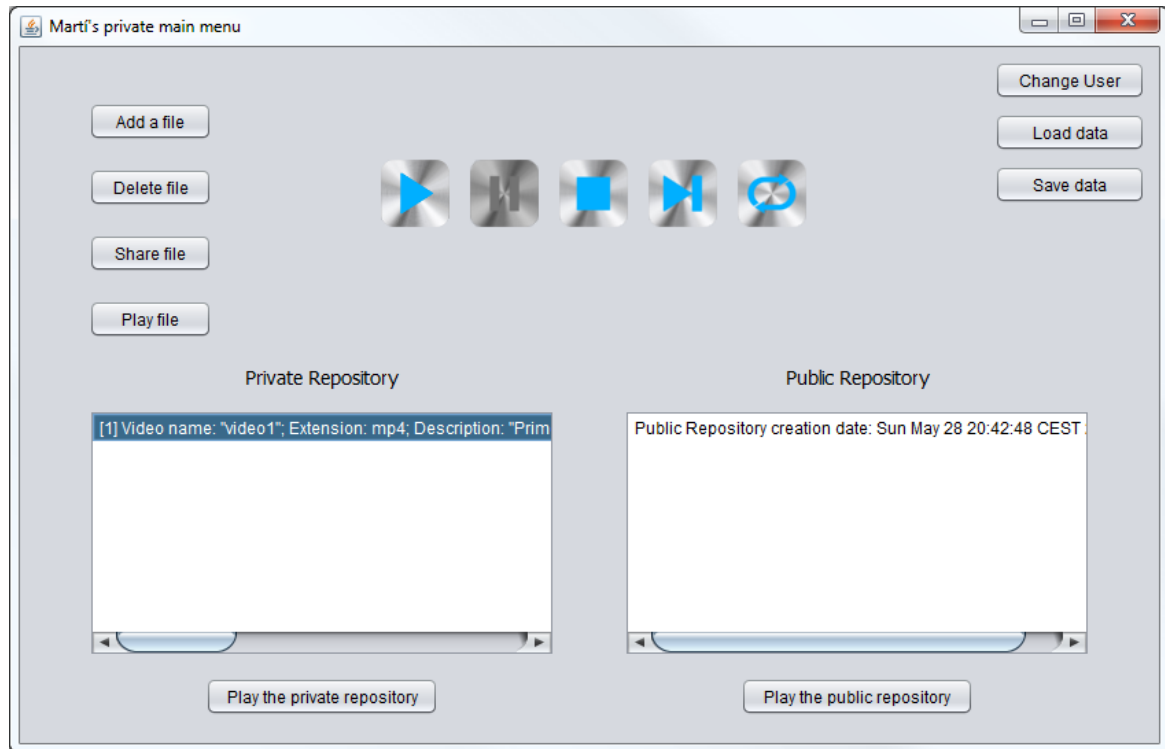 Martí's private main menu
Change User
Add a file
Load data
Delete file
Save data
Share file
Play file
Private Repository
Public Repository
[1] Video name: "video1"; Extension: mp4; Description: "Prim
Public Repository creation date: Sun May 28 20:42:48 CEST
Play the private repository
Play the public repository